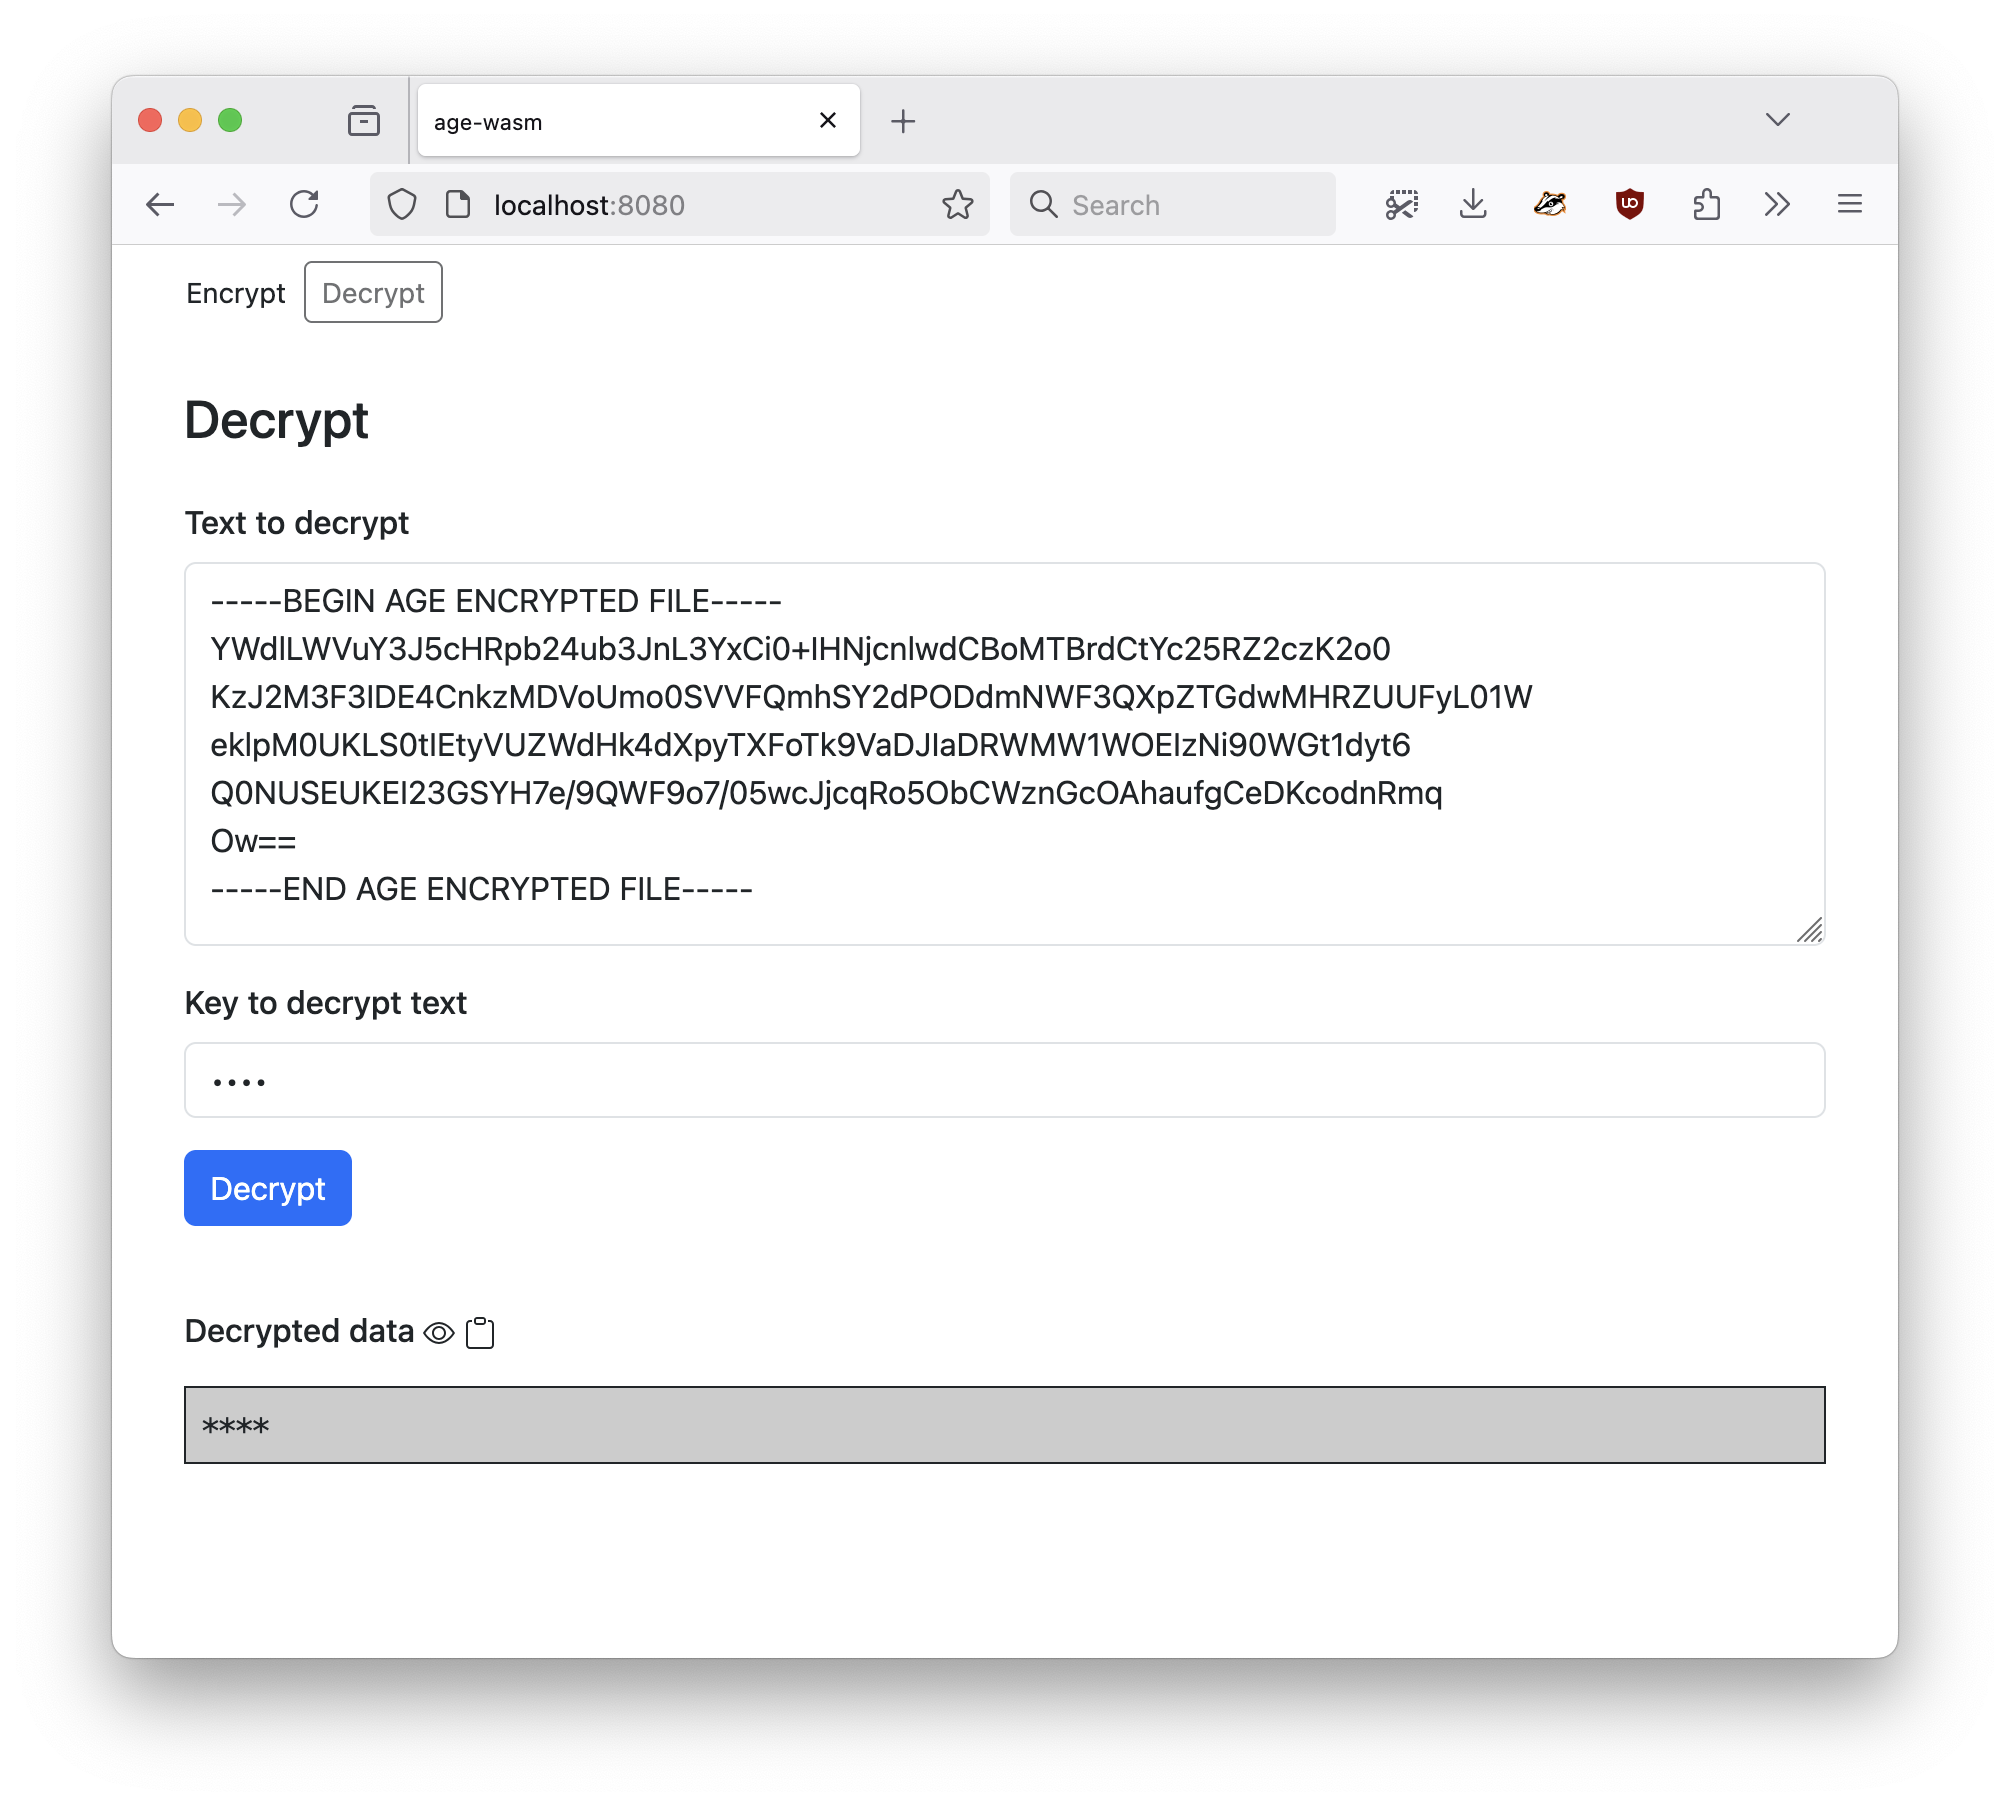 age-wasm
localhost:8080
Search
Encrypt Decrypt
Decrypt
Text to decrypt
-----BEGIN AGE ENCRYPTED FILE-----
YWdlLWVuY3J5cHRpb24ub3JnL3YxCi0+IHNjcnlwdCBoMTBrdCtYc25RZ2czK2o0
KzJ2M3F3IDE4CnkzMDVoUmo0SVVFQmhSY2dPODdmNWF3QXpZTGdwMHRZUUFyL01W
eklpM0UKLS0tIEtyVUZWdHk4dXpyTXFoTk9VaDJIaDRWMW1WOEIzNi90WGt1dyt6
Q0NUSEUKEI23GSYH7e/9QWF9o7/05wcJjcqRo5ObCWznGcOAhaufgCeDKcodnRmq
Ow==
-----END AGE ENCRYPTED FILE-----
Key to decrypt text
••••
Decrypt
Decrypted data
****